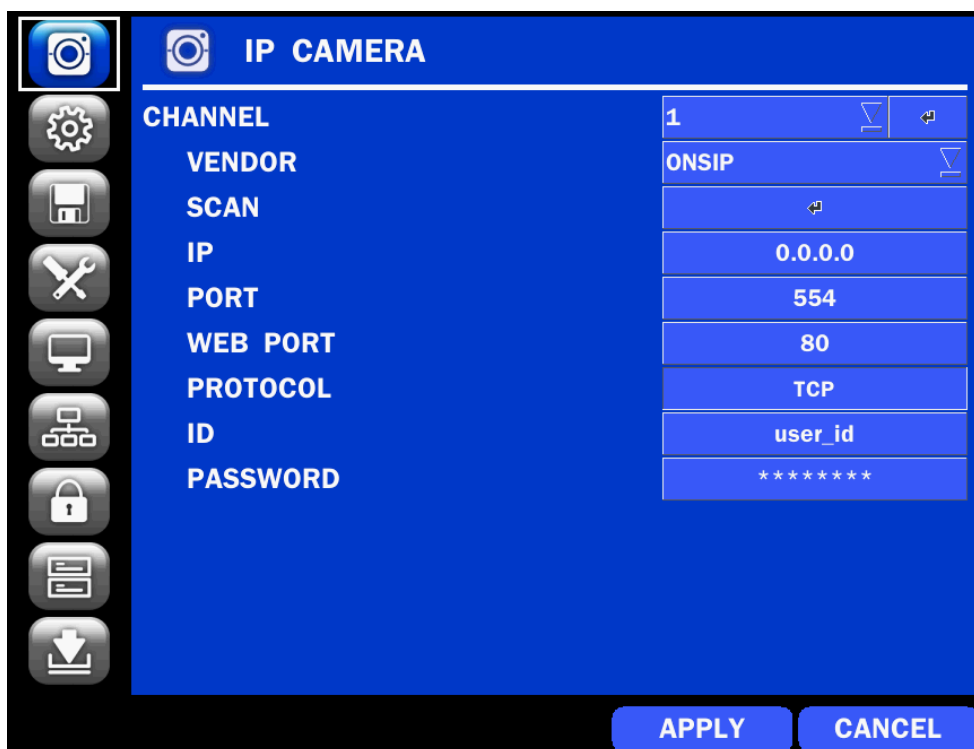 IP CAMERA
CHANNEL 1
VENDOR ONSIP
SCAN
IP 0.0.0.0
PORT 554
WEB PORT 80
PROTOCOL TCP
ID user_id
PASSWORD ********
APPLY CANCEL